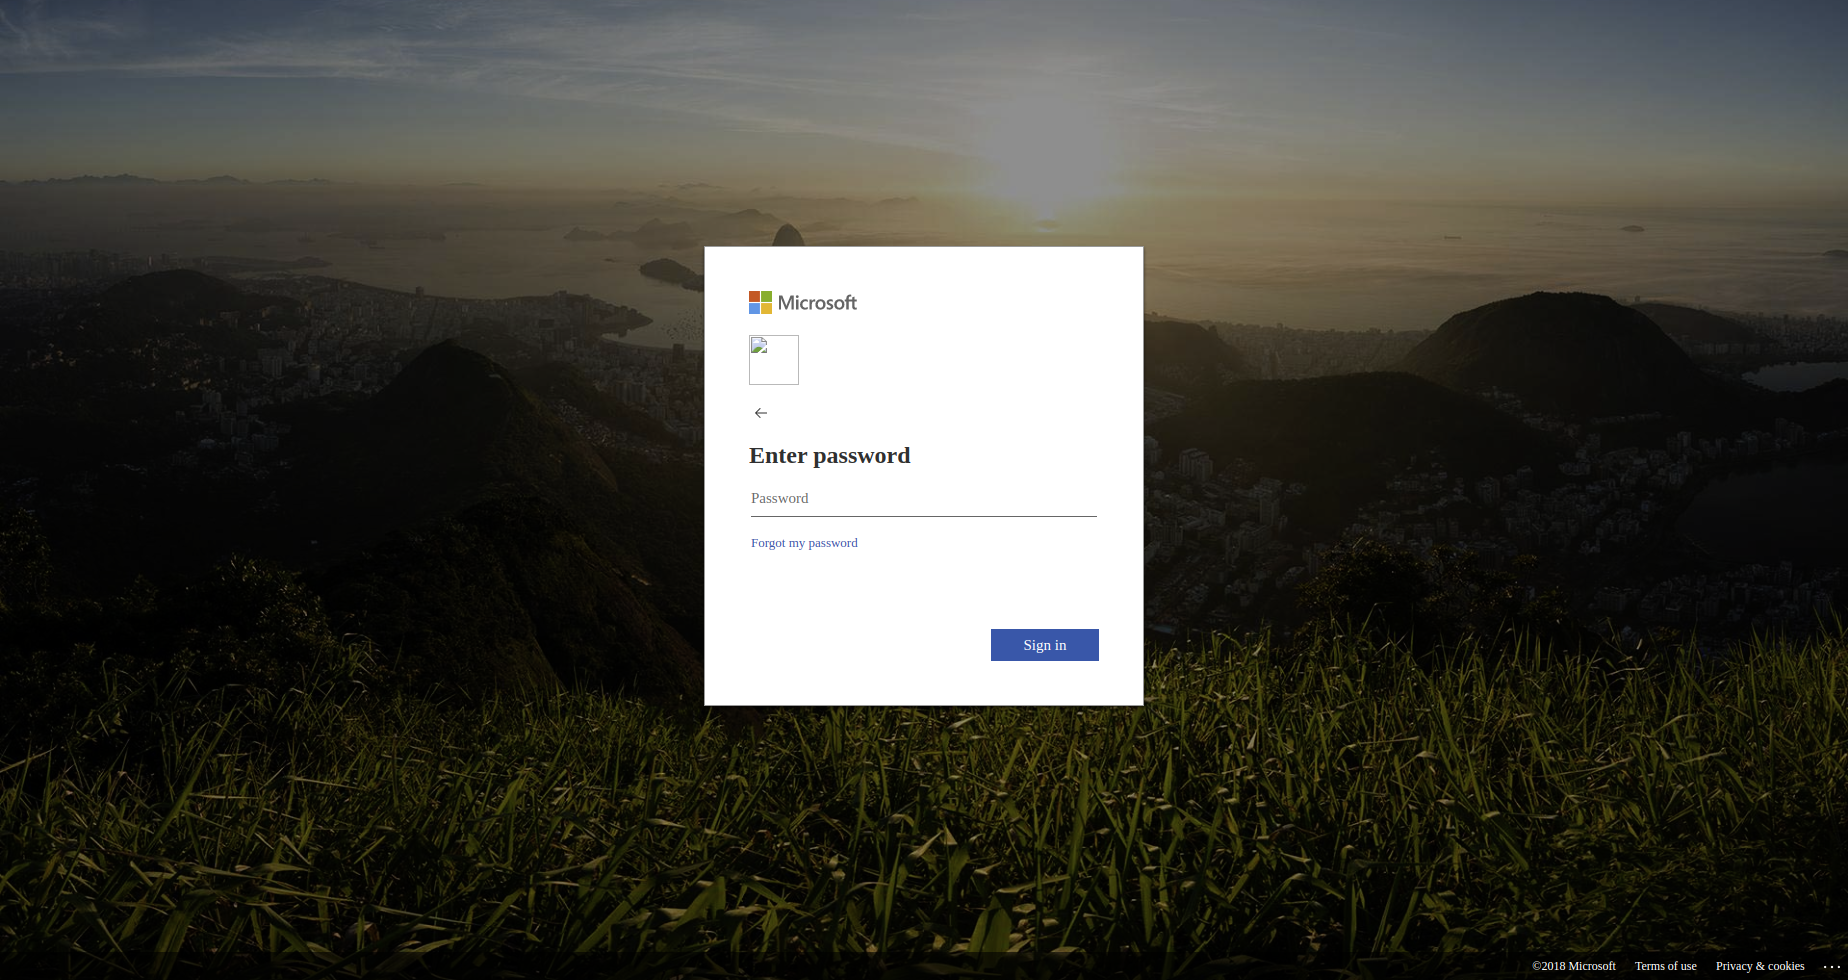 Microsoft
Enter password
Password
Forgot my password
Sign in
©2018 Microsoft Terms of use Privacy & cookies ...